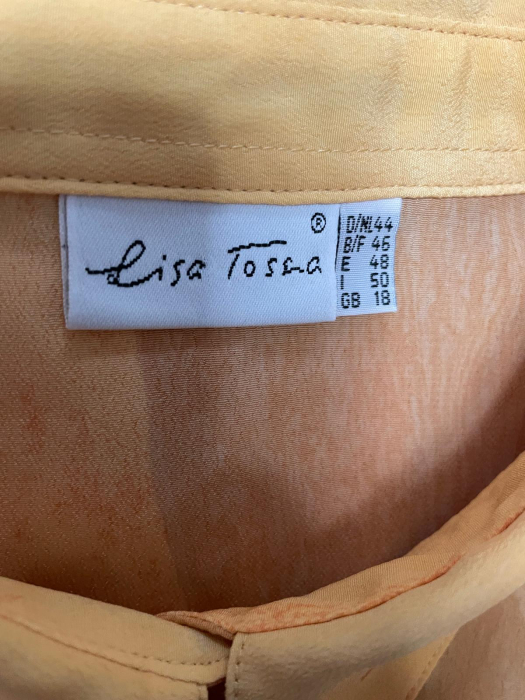 Lisa Tossa ®
D/NL 44
B/F 46
E 48
I 50
GB 18